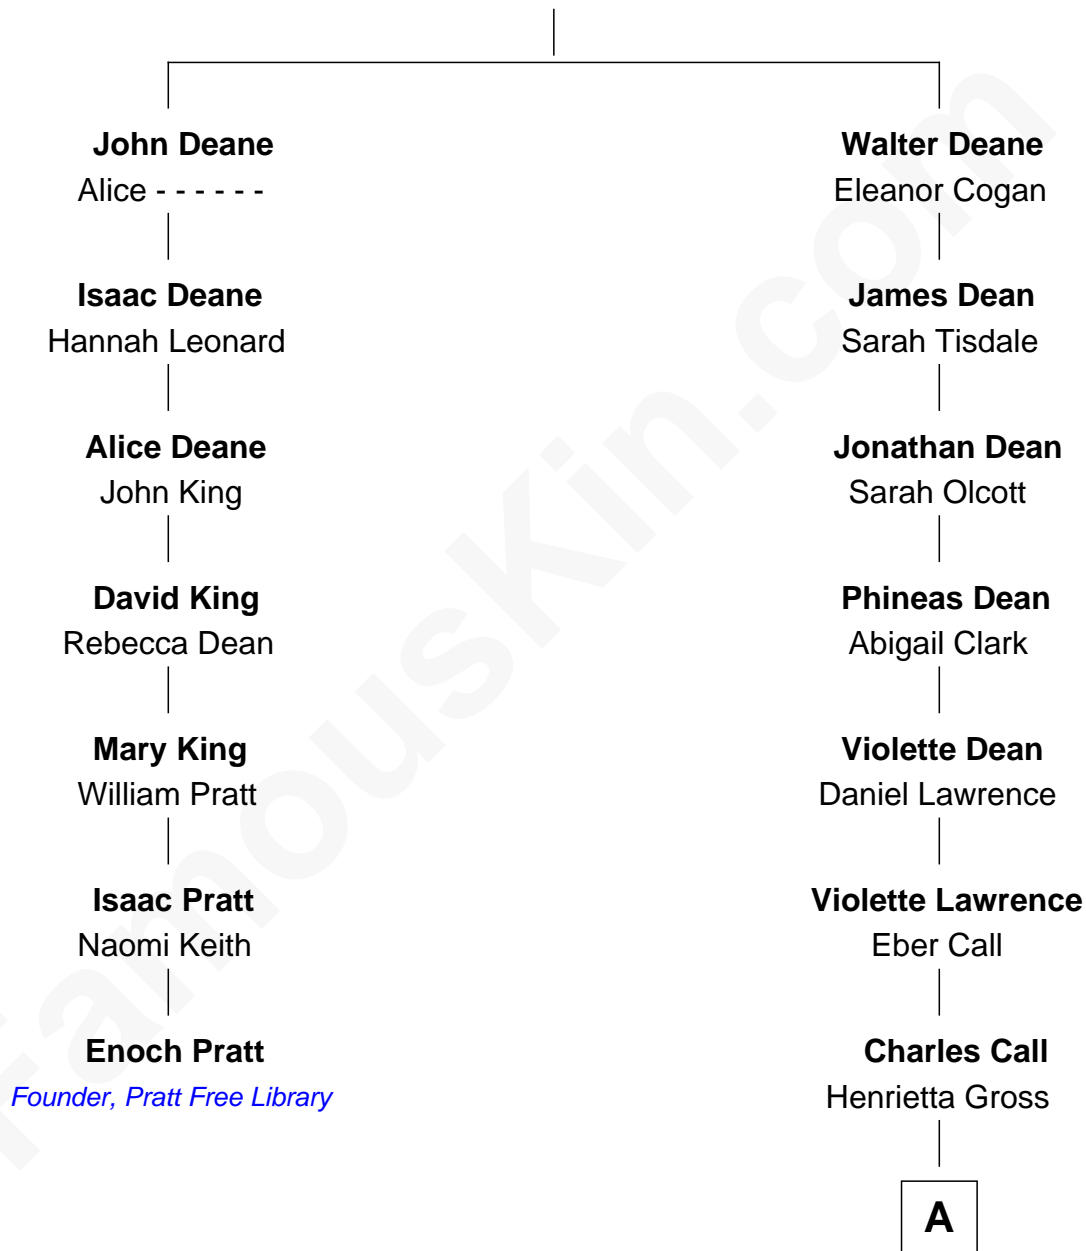 John Deane
Alice - - - - - -
Walter Deane
Eleanor Cogan
Isaac Deane
Hannah Leonard
James Dean
Sarah Tisdale
Alice Deane
John King
Jonathan Dean
Sarah Olcott
David King
Rebecca Dean
Phineas Dean
Abigail Clark
Mary King
William Pratt
Violette Dean
Daniel Lawrence
Isaac Pratt
Naomi Keith
Violette Lawrence
Eber Call
Enoch Pratt
Founder, Pratt Free Library
Charles Call
Henrietta Gross
A
FamousKin.com